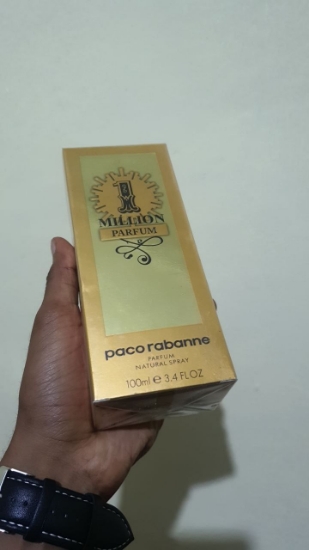 1
MILLION
PARFUM
paco rabanne
PARFUM
NATURAL SPRAY
100ml e 3.4 FL.OZ